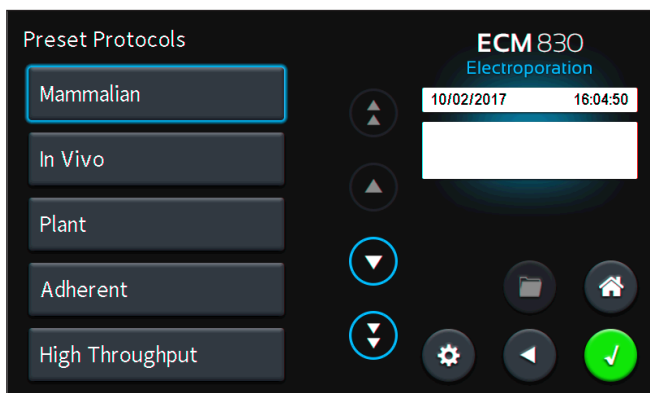 Preset Protocols
Mammalian
In Vivo
Plant
Adherent
High Throughput
ECM 830
Electroporation
10/02/2017 16:04:50